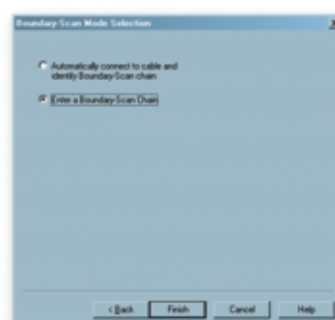 Boundary-Scan Mode Selection
Automatically connect to cable and
identify Boundary-Scan chain
Enter a Boundary-Scan Chain
< Back Finish Cancel Help